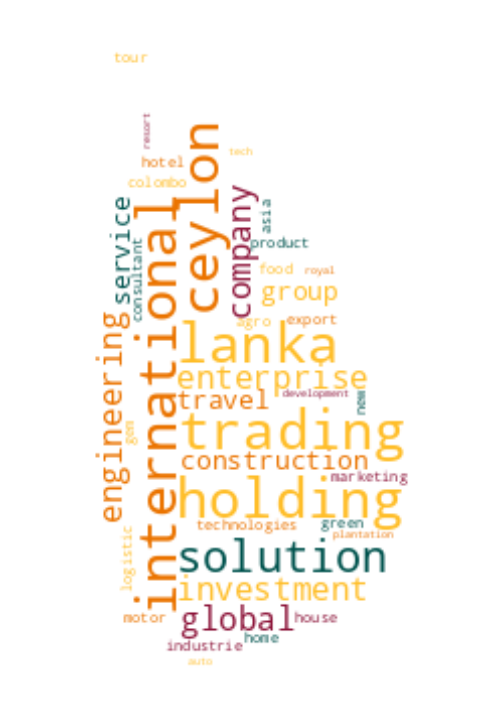 tour
resort
tech
hotel
colombo
ceylon
company
asia
service
consultant
international
product
food
royal
group
agro
export
engineering
lanka
enterprise
development
travel
new
trading
gem
construction
marketing
holding
technologies
green
plantation
logistic
solution
investment
global
motor
house
home
industrie
auto